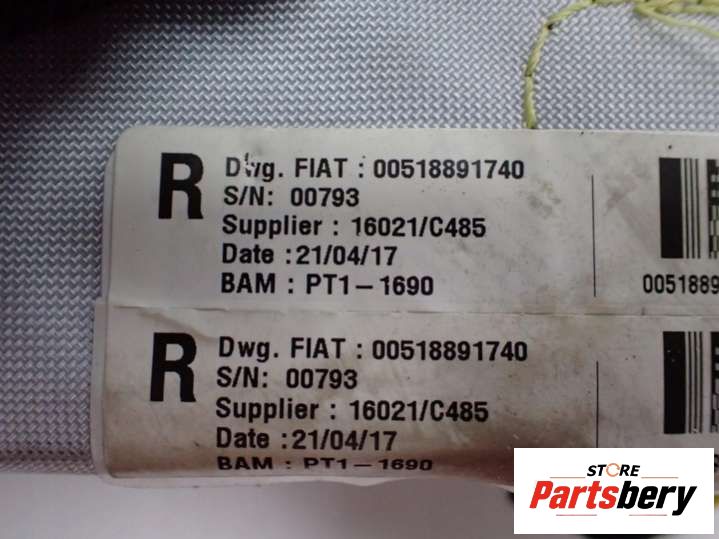 R
Dwg. FIAT : 00518891740
S/N: 00793
Supplier : 16021/C485
Date :21/04/17
BAM : PT1-1690
R
Dwg. FIAT : 00518891740
S/N: 00793
Supplier : 16021/C485
Date :21/04/17
BAM : PT1-1690
STORE
Partsbery